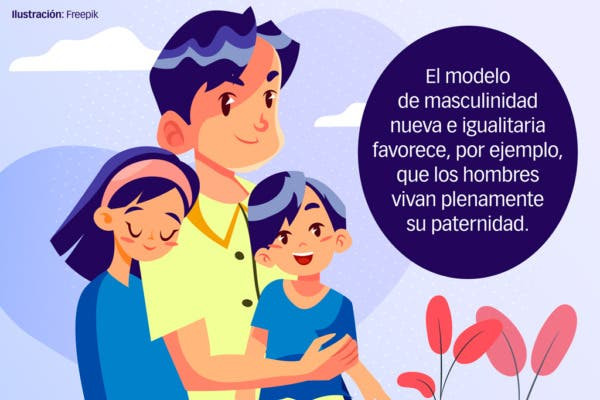 Ilustración: Freepik
El modelo
de masculinidad
nueva e igualitaria
favorece, por ejemplo,
que los hombres
vivan plenamente
su paternidad.